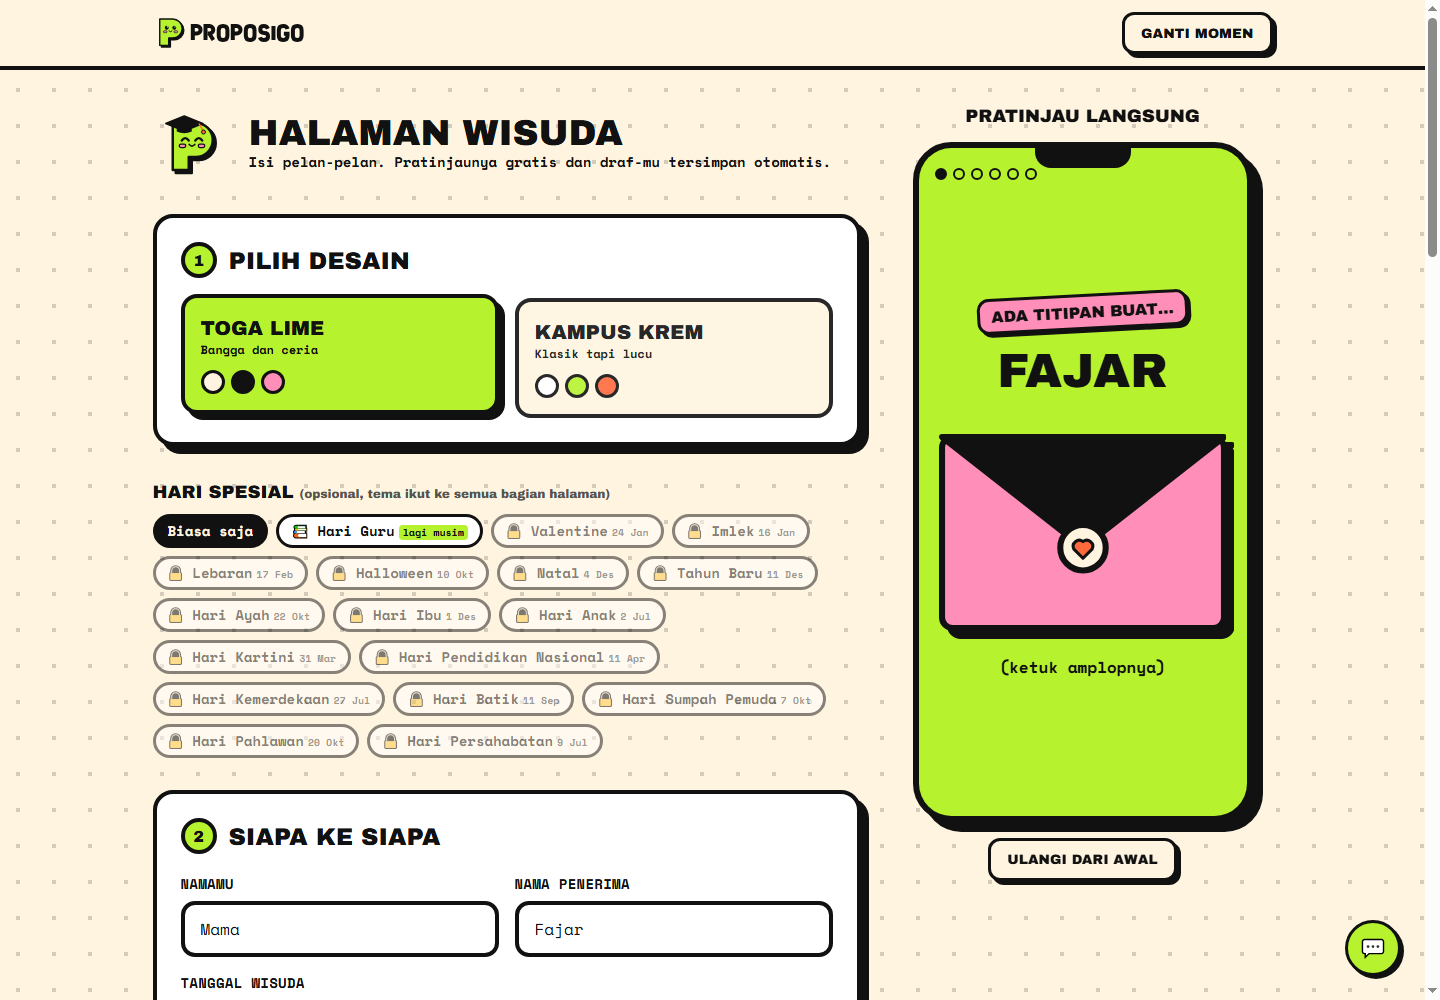 PROPOSIGO
GANTI MOMEN
HALAMAN WISUDA
Isi pelan-pelan. Pratinjaunya gratis dan draf-mu tersimpan otomatis.
1 PILIH DESAIN
TOGA LIME
Bangga dan ceria
KAMPUS KREM
Klasik tapi lucu
HARI SPESIAL (opsional, tema ikut ke semua bagian halaman)
Biasa saja
Hari Guru lagi musim
Valentine 24 Jan
Imlek 16 Jan
Lebaran 17 Feb
Halloween 10 Okt
Natal 4 Des
Tahun Baru 11 Des
Hari Ayah 22 Okt
Hari Ibu 1 Des
Hari Anak 2 Jul
Hari Kartini 31 Mar
Hari Pendidikan Nasional 11 Apr
Hari Kemerdekaan 27 Jul
Hari Batik 11 Sep
Hari Sumpah Pemuda 7 Okt
Hari Pahlawan 20 Okt
Hari Persahabatan 9 Jul
2 SIAPA KE SIAPA
NAMAMU
Mama
NAMA PENERIMA
Fajar
TANGGAL WISUDA
PRATINJAU LANGSUNG
ADA TITIPAN BUAT...
FAJAR
(ketuk amplopnya)
ULANGI DARI AWAL